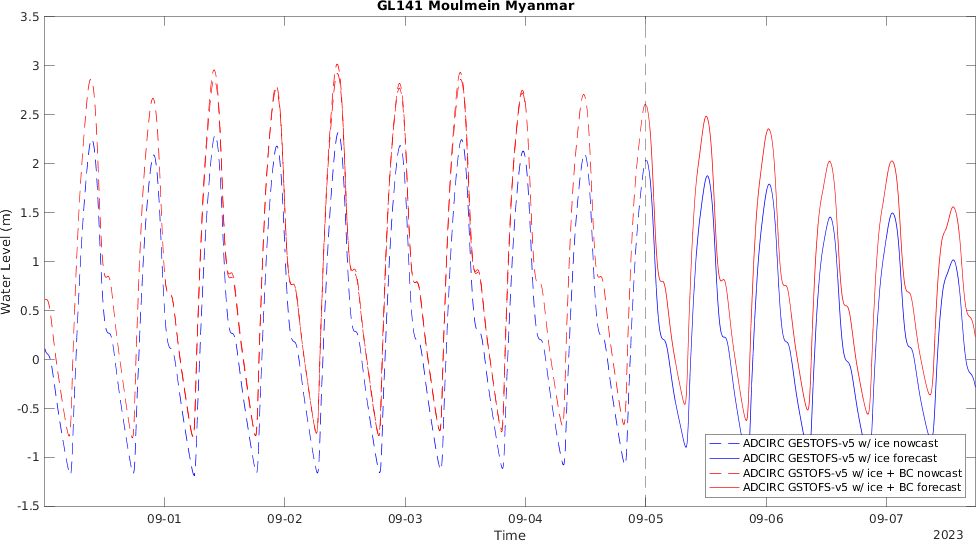 GL141 Moulmein Myanmar
3.5
3
2.5
2
1.5
1
0.5
0
-0.5
-1
-1.5
Water Level (m)
ADCIRC GESTOFS-v5 w/ ice nowcast
ADCIRC GESTOFS-v5 w/ ice forecast
ADCIRC GSTOFS-v5 w/ ice + BC nowcast
ADCIRC GSTOFS-v5 w/ ice + BC forecast
09-01 09-02 09-03 09-04 09-05 09-06 09-07
Time
2023